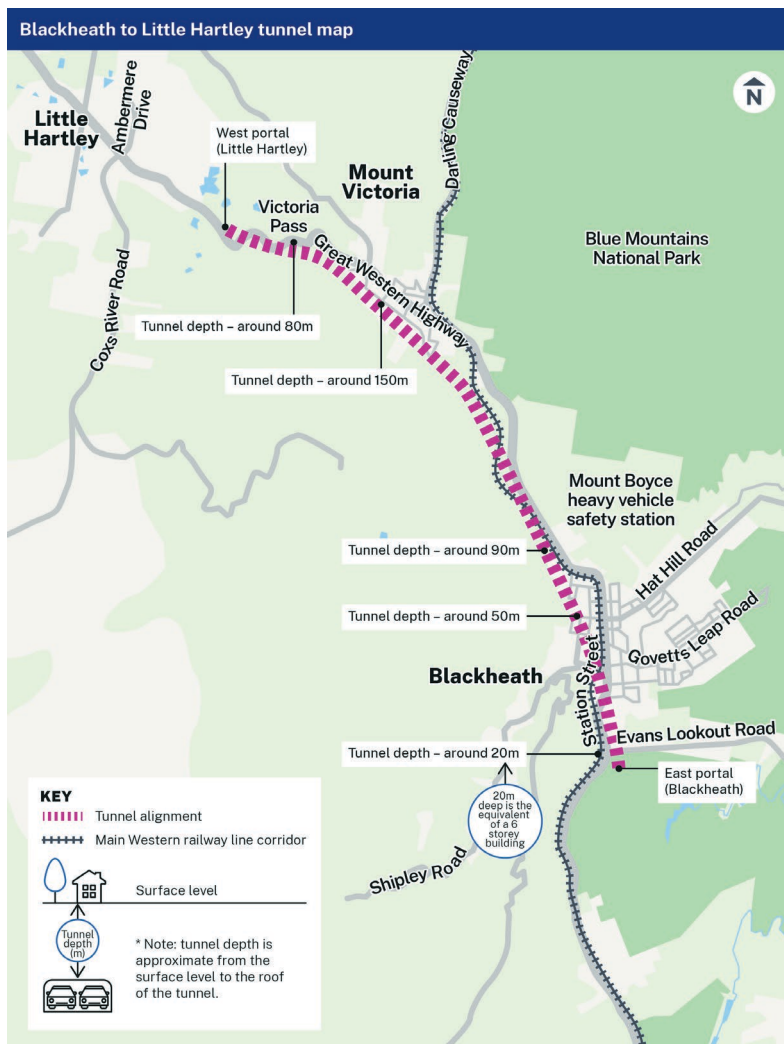 Blackheath to Little Hartley tunnel map
N
Darling Causeway
Ambermere
Drive
Little
Hartley
West portal
(Little Hartley)
Mount
Victoria
Victoria
Pass
Great Western Highway
Blue Mountains
National Park
Coxs River Road
Tunnel depth – around 80m
Tunnel depth – around 150m
Mount Boyce
heavy vehicle
safety station
Hat Hill Road
Tunnel depth – around 90m
Tunnel depth – around 50m
Govetts Leap Road
Blackheath
Station Street
Evans Lookout Road
Tunnel depth – around 20m
East portal
(Blackheath)
20m
deep is the
equivalent
of a 6
storey
building
Shipley Road
KEY
Tunnel alignment
Main Western railway line corridor
Surface level
Tunnel
depth
(m)
* Note: tunnel depth is
approximate from the
surface level to the roof
of the tunnel.